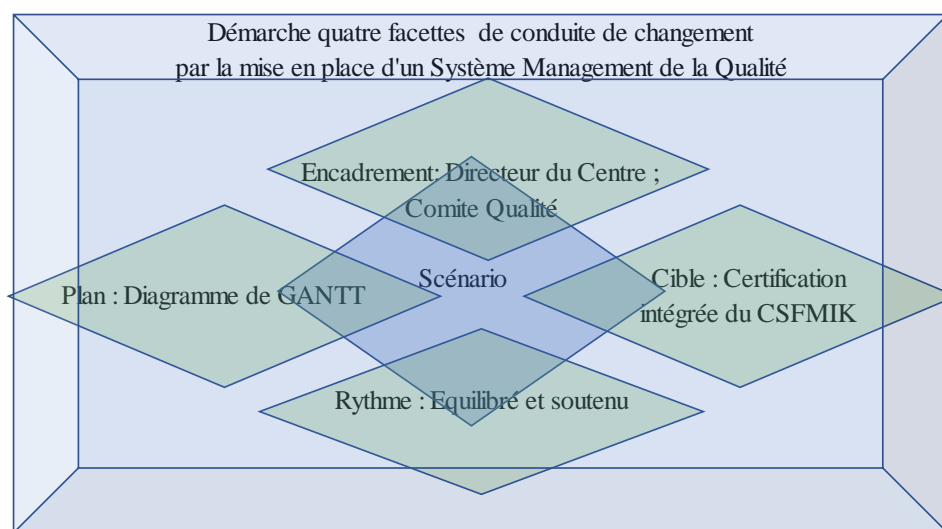 Démarche quatre facettes de conduite de changement
par la mise en place d'un Système Management de la Qualité
Encadrement: Directeur du Centre ;
Comite Qualité
Plan : Diagramme de GANTT
Scénario
Cible : Certification
intégrée du CSFMIK
Rythme : Equilibré et soutenu